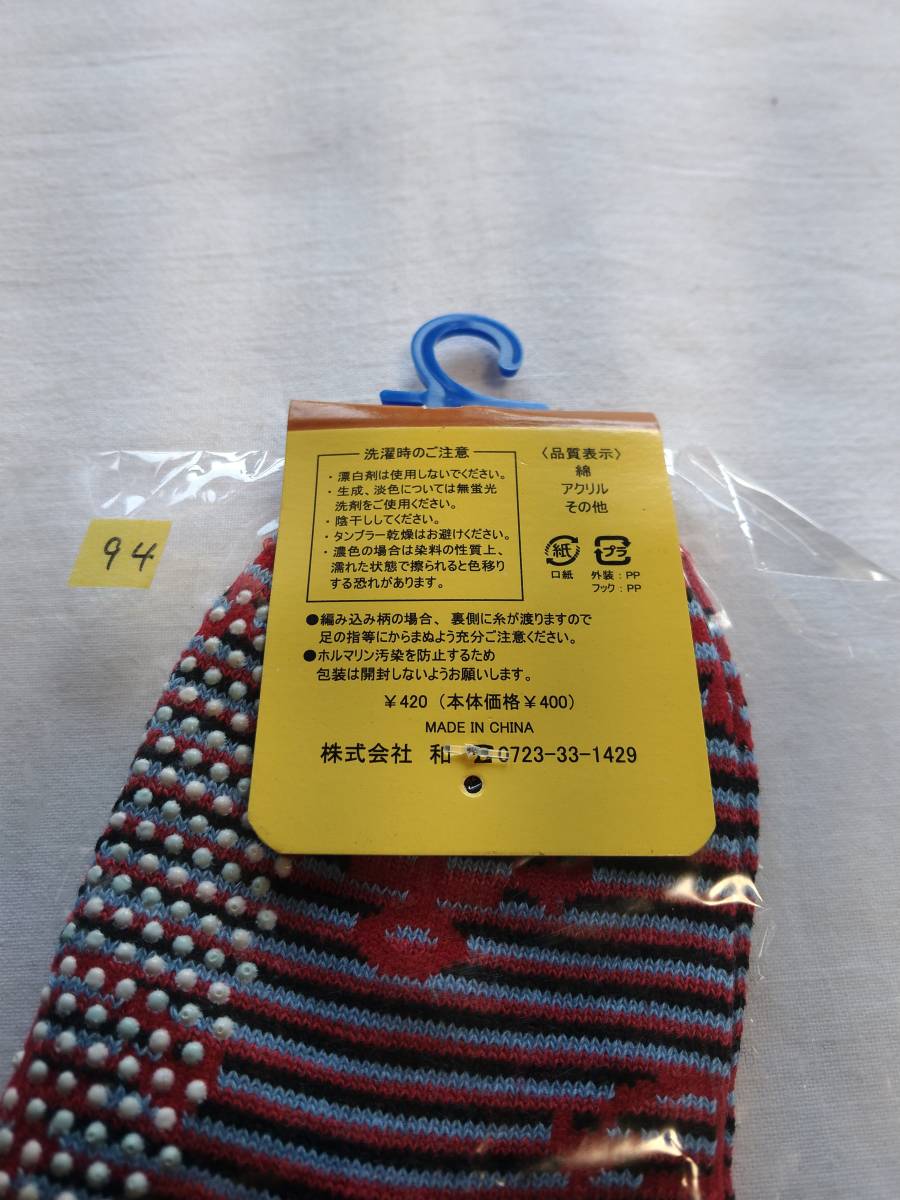 94
洗濯時のご注意
・漂白剤は使用しないでください。
・生成、淡色については無蛍光
洗剤をご使用ください。
・陰干ししてください。
・タンブラー乾燥はお避けください。
・濃色の場合は染料の性質上、
濡れた状態で擦られると色移り
する恐れがあります。
〈品質表示〉
綿
アクリル
その他
紙
口紙
プラ
外装：PP
フック：PP
●編み込み柄の場合、裏側に糸が渡りますので
足の指等にからまぬよう充分ご注意ください。
●ホルマリン汚染を防止するため
包装は開封しないようお願いします。
￥420（本体価格￥400）
MADE IN CHINA
株式会社 和 0723-33-1429